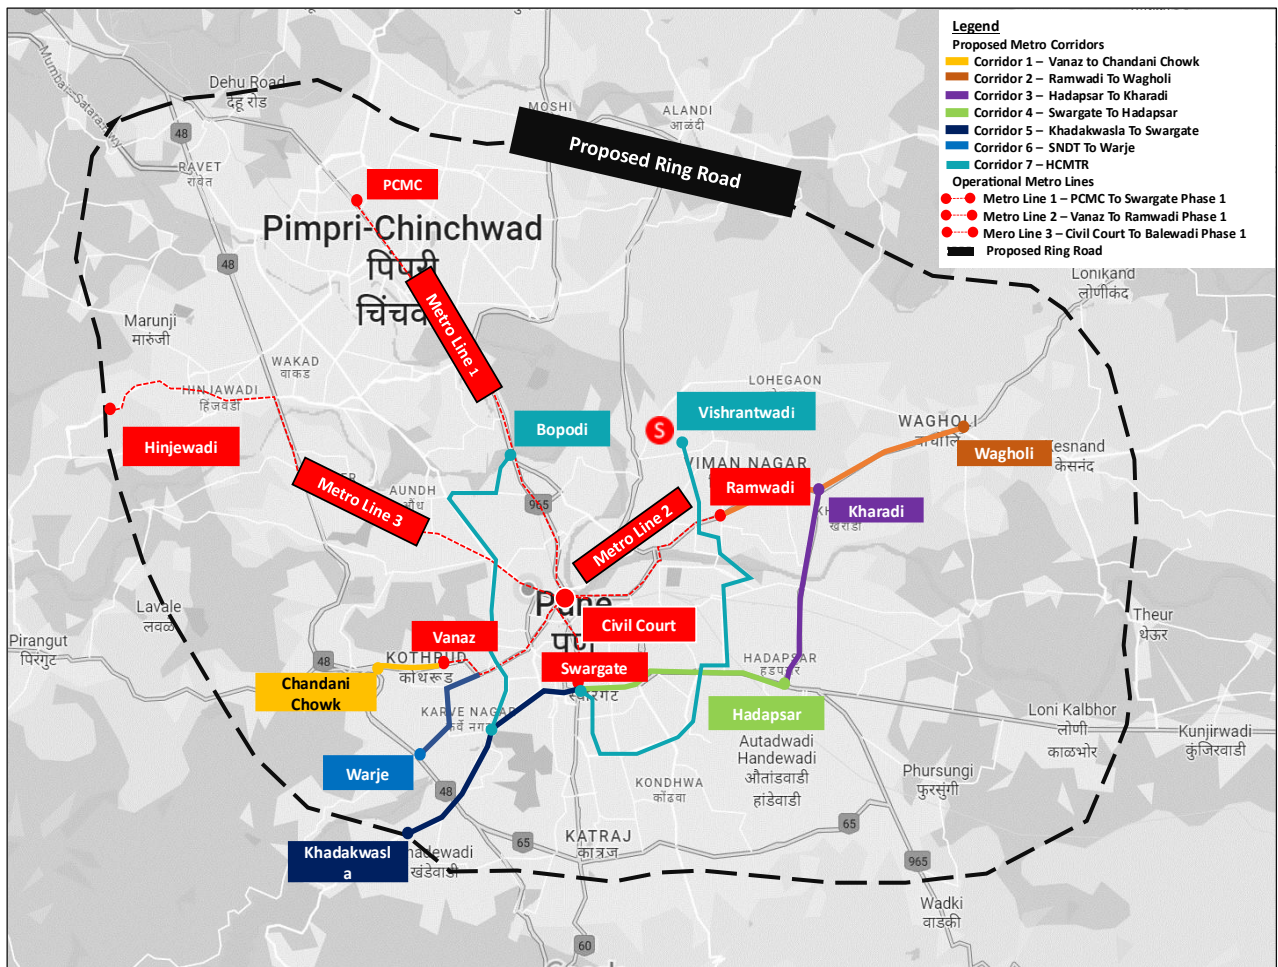 Legend
Proposed Metro Corridors
Corridor 1 – Vanaz to Chandani Chowk
Corridor 2 – Ramwadi To Wagholi
Corridor 3 – Hadapsar To Kharadi
Corridor 4 – Swargate To Hadapsar
Corridor 5 – Khadakwasla To Swargate
Corridor 6 – SNDT To Warje
Corridor 7 – HCMTR
Operational Metro Lines
Metro Line 1 – PCMC To Swargate Phase 1
Metro Line 2 – Vanaz To Ramwadi Phase 1
Mero Line 3 – Civil Court To Balewadi Phase 1
Proposed Ring Road
Dehu Road
देहू रोड
MOSHI
ALANDI
आळंदी
Proposed Ring Road
48
RAVET
रावेत
PCMC
Pimpri-Chinchwad
पिंपरी
48
Lonikand
लोणीकंद
Metro Line 1
Marunji
मारुंजी
WAKAD
वाकड
HINJAWADI
हिंजवडी
LOHEGAON
Hinjewadi
Bopodi
S
Vishrantwadi
WAGHOLI
Wagholi
Kesnand
केसनंद
VIMAN NAGAR
Ramwadi
Kharadi
खराडी
AUNDH
औंध
Metro Line 3
965
Metro Line 2
Pune
Civil Court
Lavale
लवळे
Theur
थेऊर
Pirangut
पिरंगुट
48
Vanaz
KOTHRUD
कोथरूड
Swargate
स्वारगेट
HADAPSAR
हडपसर
Chandani
Chowk
KARVE NAGAR
Hadapsar
Loni Kalbhor
लोणी
काळभोर
Kunjirwadi
कुंजिरवाडी
Autadwadi
Handewadi
औतांडवाडी
हांडेवाडी
Warje
48
KONDHWA
कोंढवा
Phursungi
फुरसुंगी
65
KATRAJ
कात्रज
65
Khadakwasl
a
965
Wadki
वाडकी
60